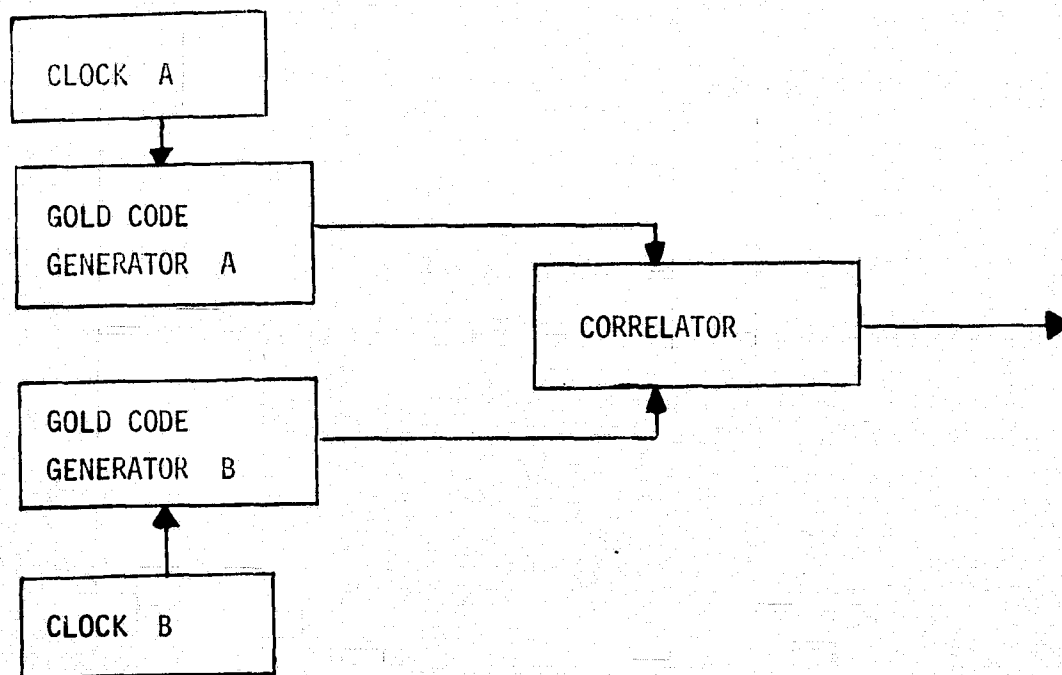 CLOCK A
GOLD CODE
GENERATOR A
CORRELATOR
GOLD CODE
GENERATOR B
CLOCK B